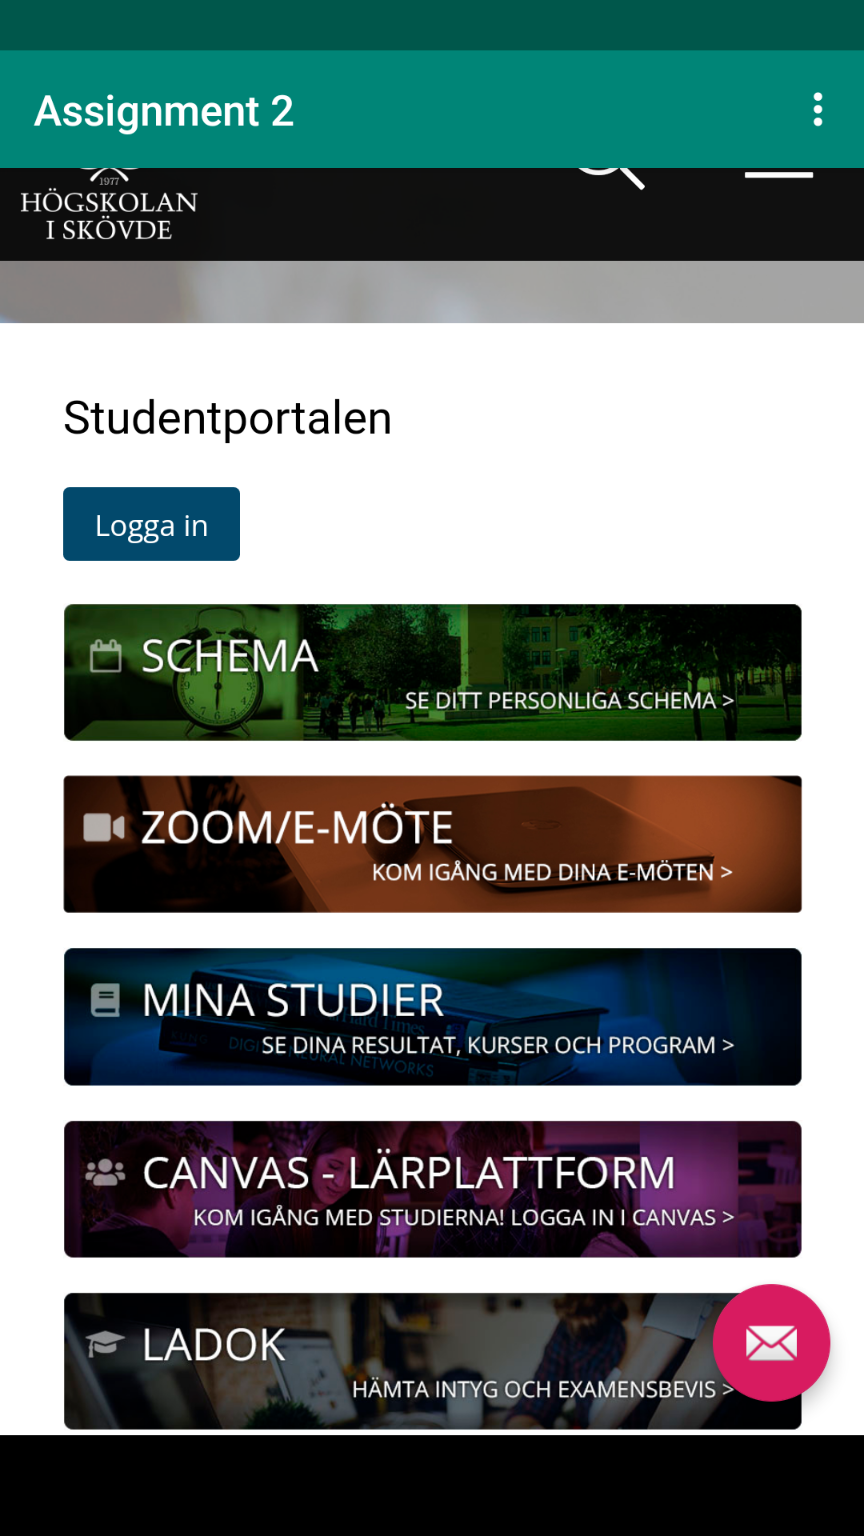 Assignment 2
1977
HÖGSKOLAN
I SKÖVDE
Studentportalen
Logga in
SCHEMA
SE DITT PERSONLIGA SCHEMA >
ZOOM/E-MÖTE
KOM IGÅNG MED DINA E-MÖTEN >
MINA STUDIER
SE DINA RESULTAT, KURSER OCH PROGRAM >
NEURAL NETWORKS
CANVAS - LÄRPLATTFORM
KOM IGÅNG MED STUDIERNA! LOGGA IN I CANVAS >
LADOK
HÄMTA INTYG OCH EXAMENSBEVIS >